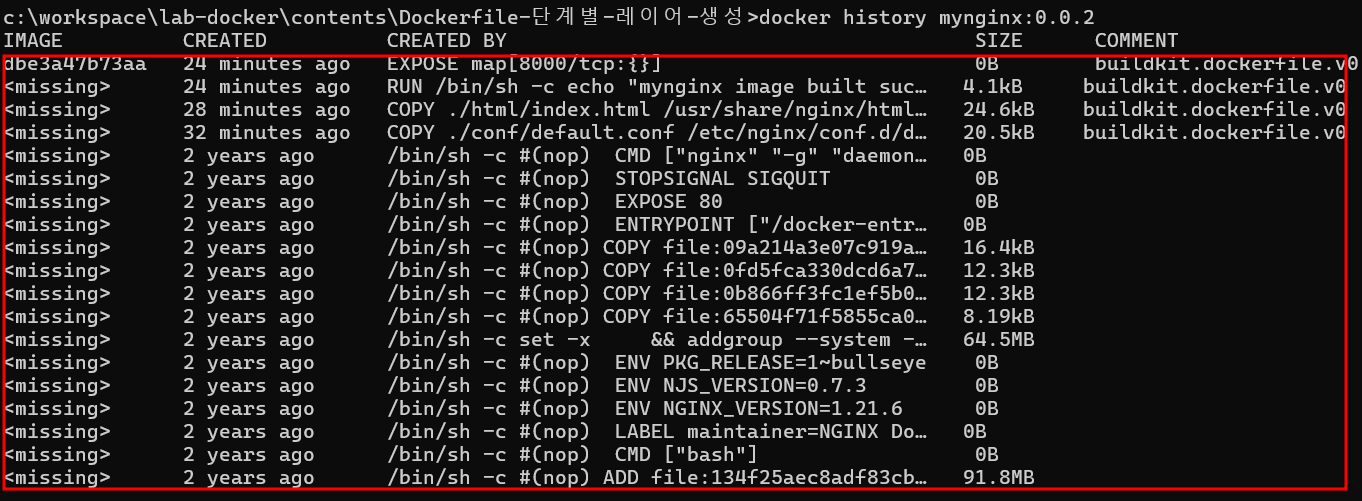 c:\workspace\lab-docker\contents\Dockerfile-단계별-레이어-생성>docker history mynginx:0.0.2
IMAGE CREATED CREATED BY SIZE COMMENT
dbe3a47b73aa 24 minutes ago EXPOSE map[8000/tcp:{}] 0B buildkit.dockerfile.v0
<missing> 24 minutes ago RUN /bin/sh -c echo "mynginx image built suc… 4.1kB buildkit.dockerfile.v0
<missing> 28 minutes ago COPY ./html/index.html /usr/share/nginx/html… 24.6kB buildkit.dockerfile.v0
<missing> 32 minutes ago COPY ./conf/default.conf /etc/nginx/conf.d/d… 20.5kB buildkit.dockerfile.v0
<missing> 2 years ago /bin/sh -c #(nop) CMD ["nginx" "-g" "daemon… 0B
<missing> 2 years ago /bin/sh -c #(nop) STOPSIGNAL SIGQUIT 0B
<missing> 2 years ago /bin/sh -c #(nop) EXPOSE 80 0B
<missing> 2 years ago /bin/sh -c #(nop) ENTRYPOINT ["/docker-entr… 0B
<missing> 2 years ago /bin/sh -c #(nop) COPY file:09a214a3e07c919a… 16.4kB
<missing> 2 years ago /bin/sh -c #(nop) COPY file:0fd5fca330dcd6a7… 12.3kB
<missing> 2 years ago /bin/sh -c #(nop) COPY file:0b866ff3fc1ef5b0… 12.3kB
<missing> 2 years ago /bin/sh -c #(nop) COPY file:65504f71f5855ca0… 8.19kB
<missing> 2 years ago /bin/sh -c set -x && addgroup --system -… 64.5MB
<missing> 2 years ago /bin/sh -c #(nop) ENV PKG_RELEASE=1~bullseye 0B
<missing> 2 years ago /bin/sh -c #(nop) ENV NJS_VERSION=0.7.3 0B
<missing> 2 years ago /bin/sh -c #(nop) ENV NGINX_VERSION=1.21.6 0B
<missing> 2 years ago /bin/sh -c #(nop) LABEL maintainer=NGINX Do… 0B
<missing> 2 years ago /bin/sh -c #(nop) CMD ["bash"] 0B
<missing> 2 years ago /bin/sh -c #(nop) ADD file:134f25aec8adf83cb… 91.8MB